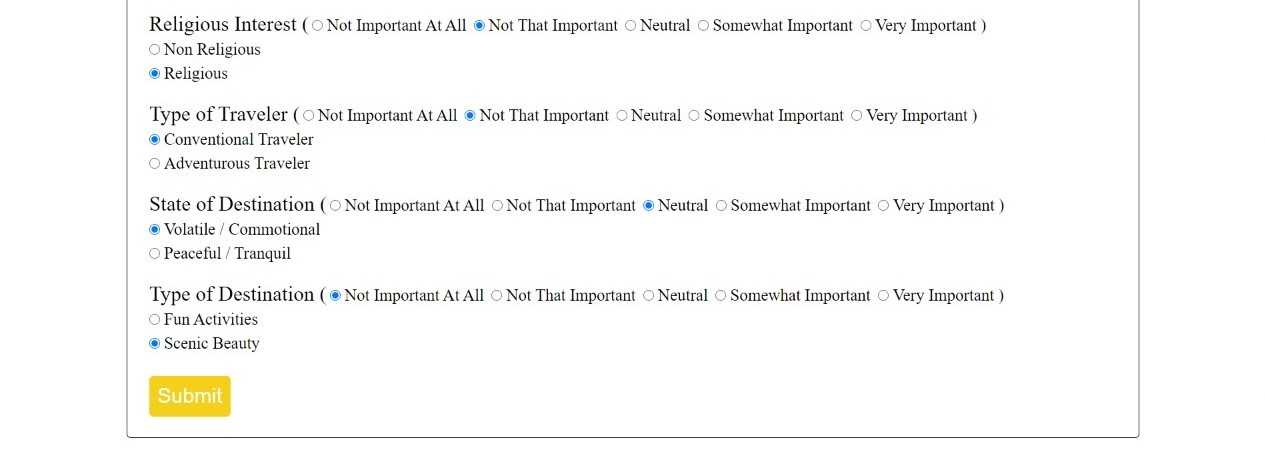 Religious Interest ( Not Important At All Not That Important Neutral Somewhat Important Very Important )
Non Religious
Religious
Type of Traveler ( Not Important At All Not That Important Neutral Somewhat Important Very Important )
Conventional Traveler
Adventurous Traveler
State of Destination ( Not Important At All Not That Important Neutral Somewhat Important Very Important )
Volatile / Commotional
Peaceful / Tranquil
Type of Destination ( Not Important At All Not That Important Neutral Somewhat Important Very Important )
Fun Activities
Scenic Beauty
Submit